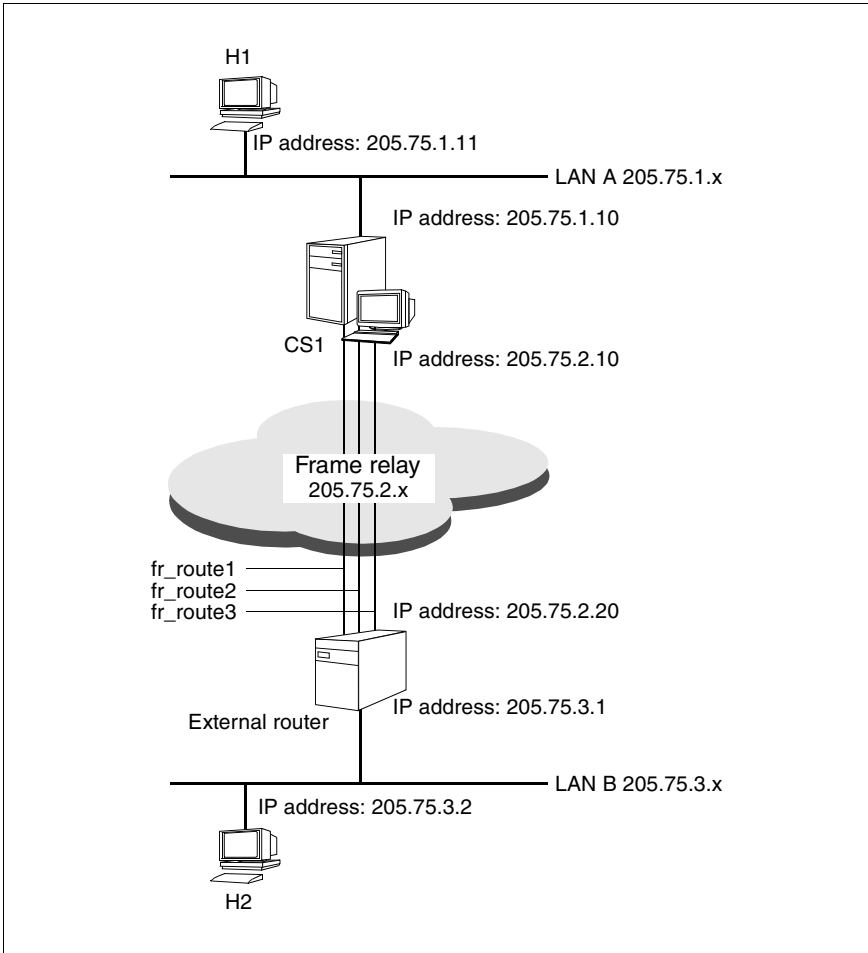 H1
IP address: 205.75.1.11
LAN A 205.75.1.x
IP address: 205.75.1.10
CS1
IP address: 205.75.2.10
Frame relay
205.75.2.x
fr_route1
fr_route2
fr_route3
IP address: 205.75.2.20
External router
IP address: 205.75.3.1
LAN B 205.75.3.x
IP address: 205.75.3.2
H2